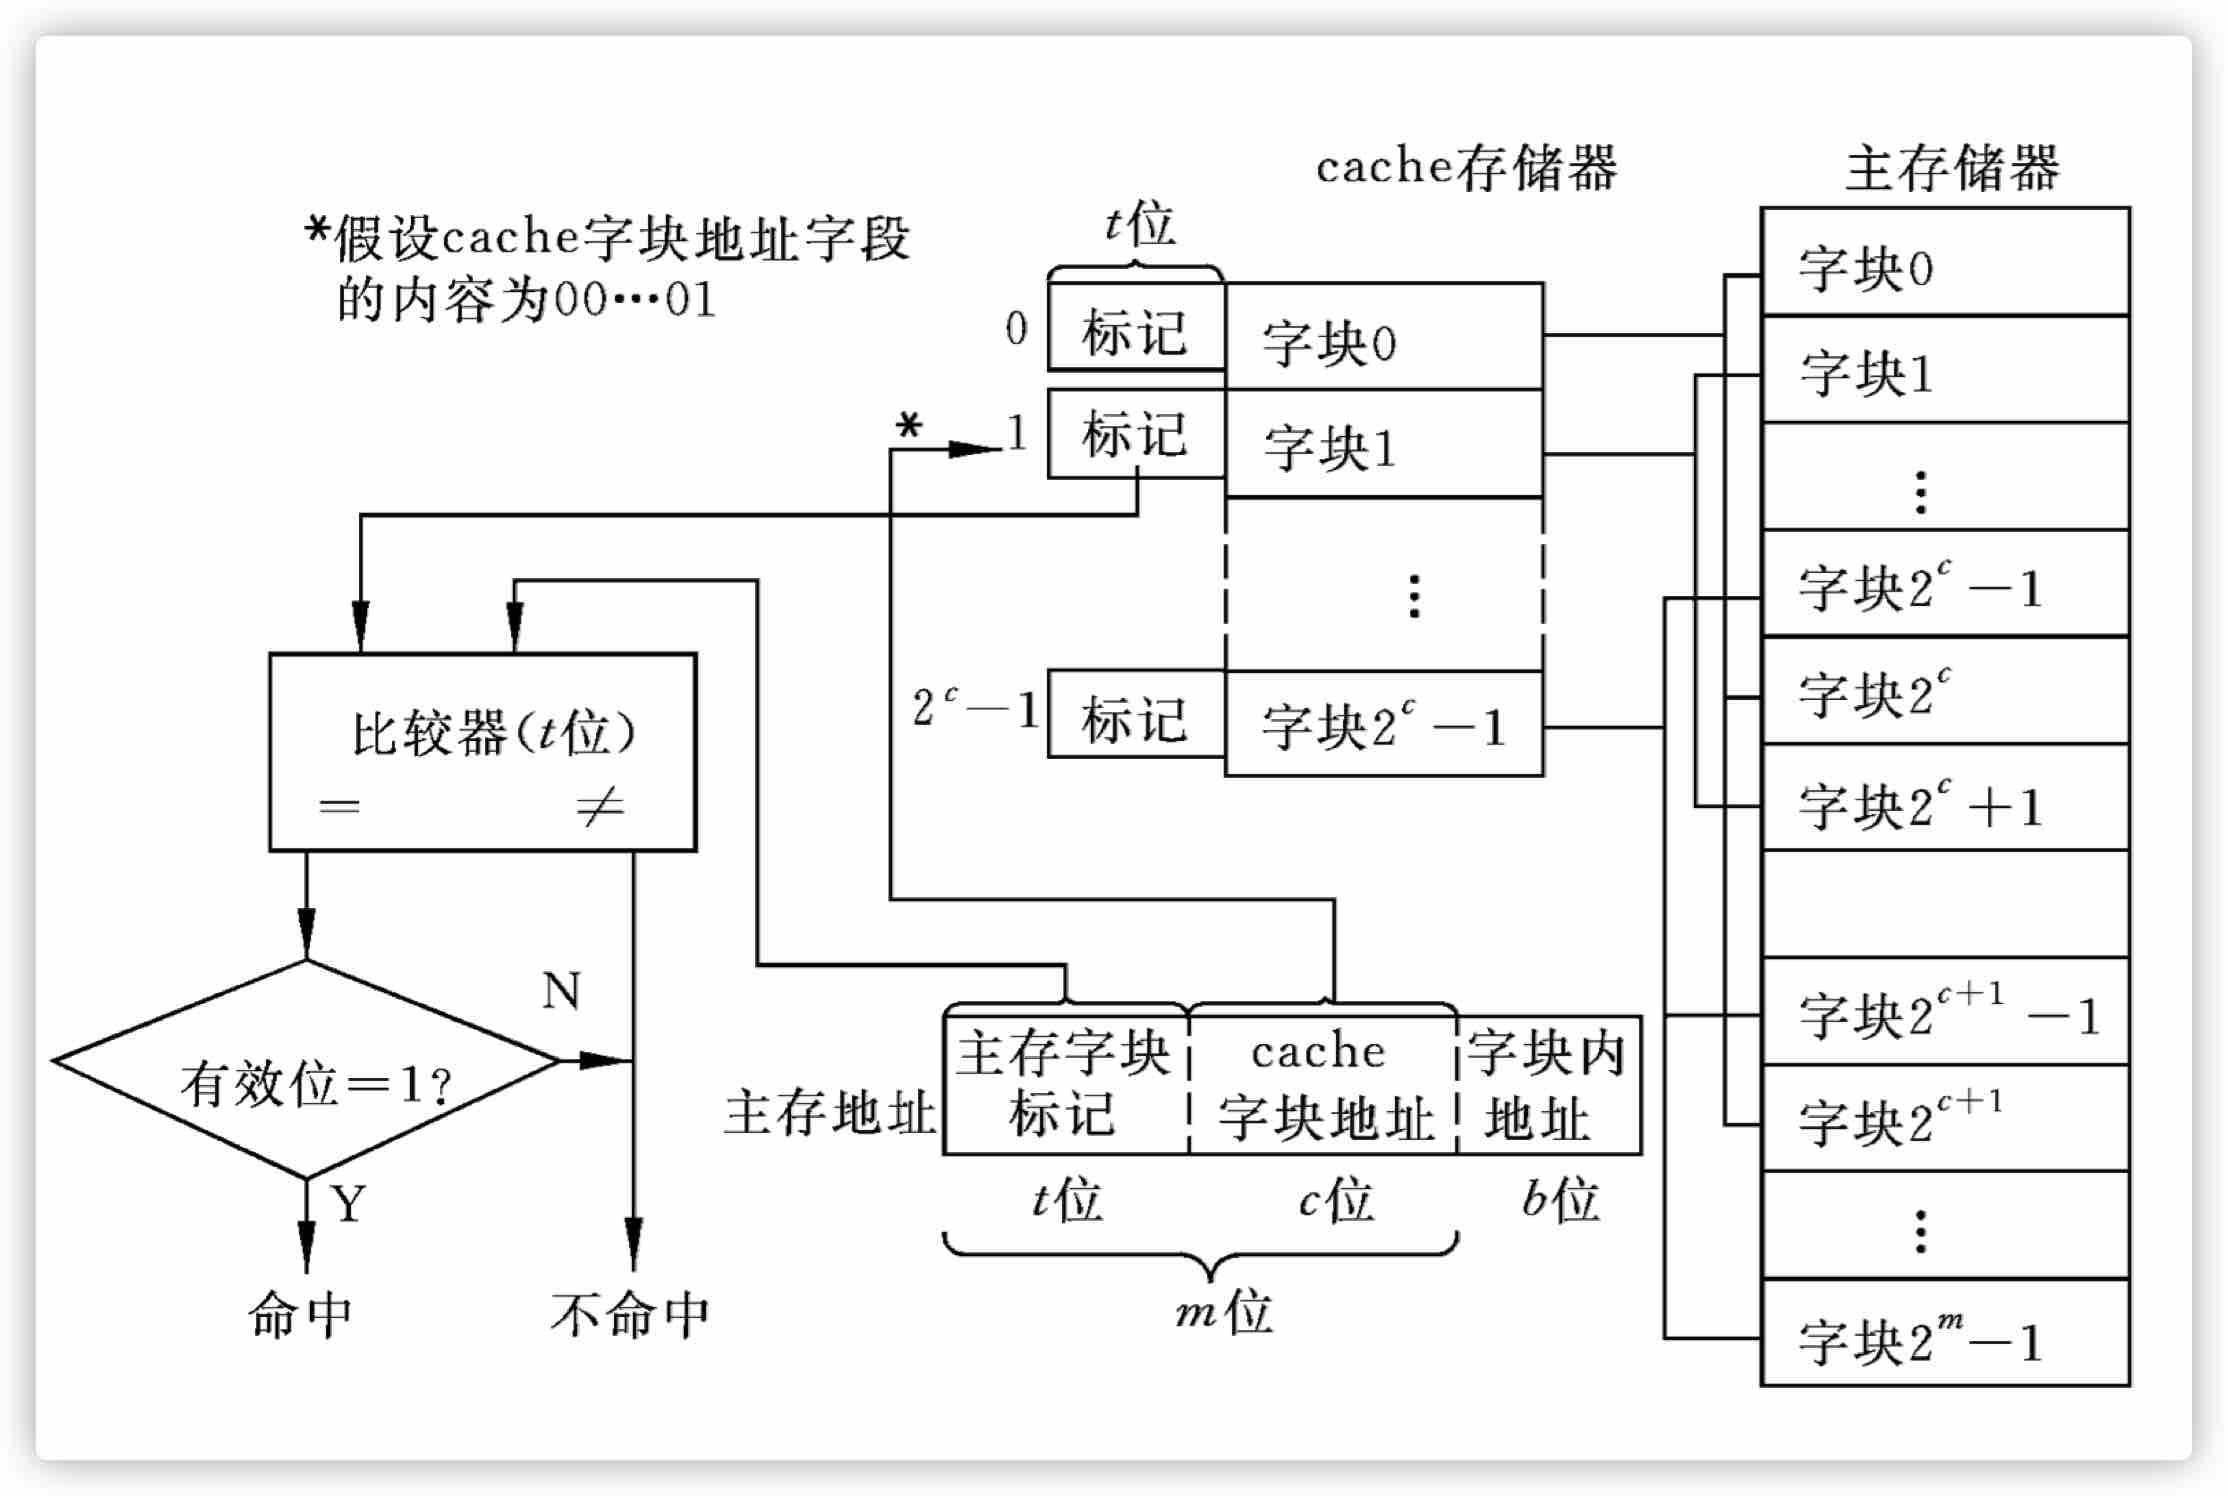 cache存储器
主存储器
*假设cache字块地址字段
的内容为00…01
t位
0
标记
字块0
*
1
标记
字块1
⋮
2^c−1
标记
字块2^c−1
字块0
字块1
⋮
字块2^c−1
字块2^c
字块2^c+1
字块2^{c+1}−1
字块2^{c+1}
⋮
字块2^m−1
比较器(t位)
= ≠
有效位=1?
N
Y
命中
不命中
主存地址
主存字块
标记
cache
字块地址
字块内
地址
t位
c位
b位
m位